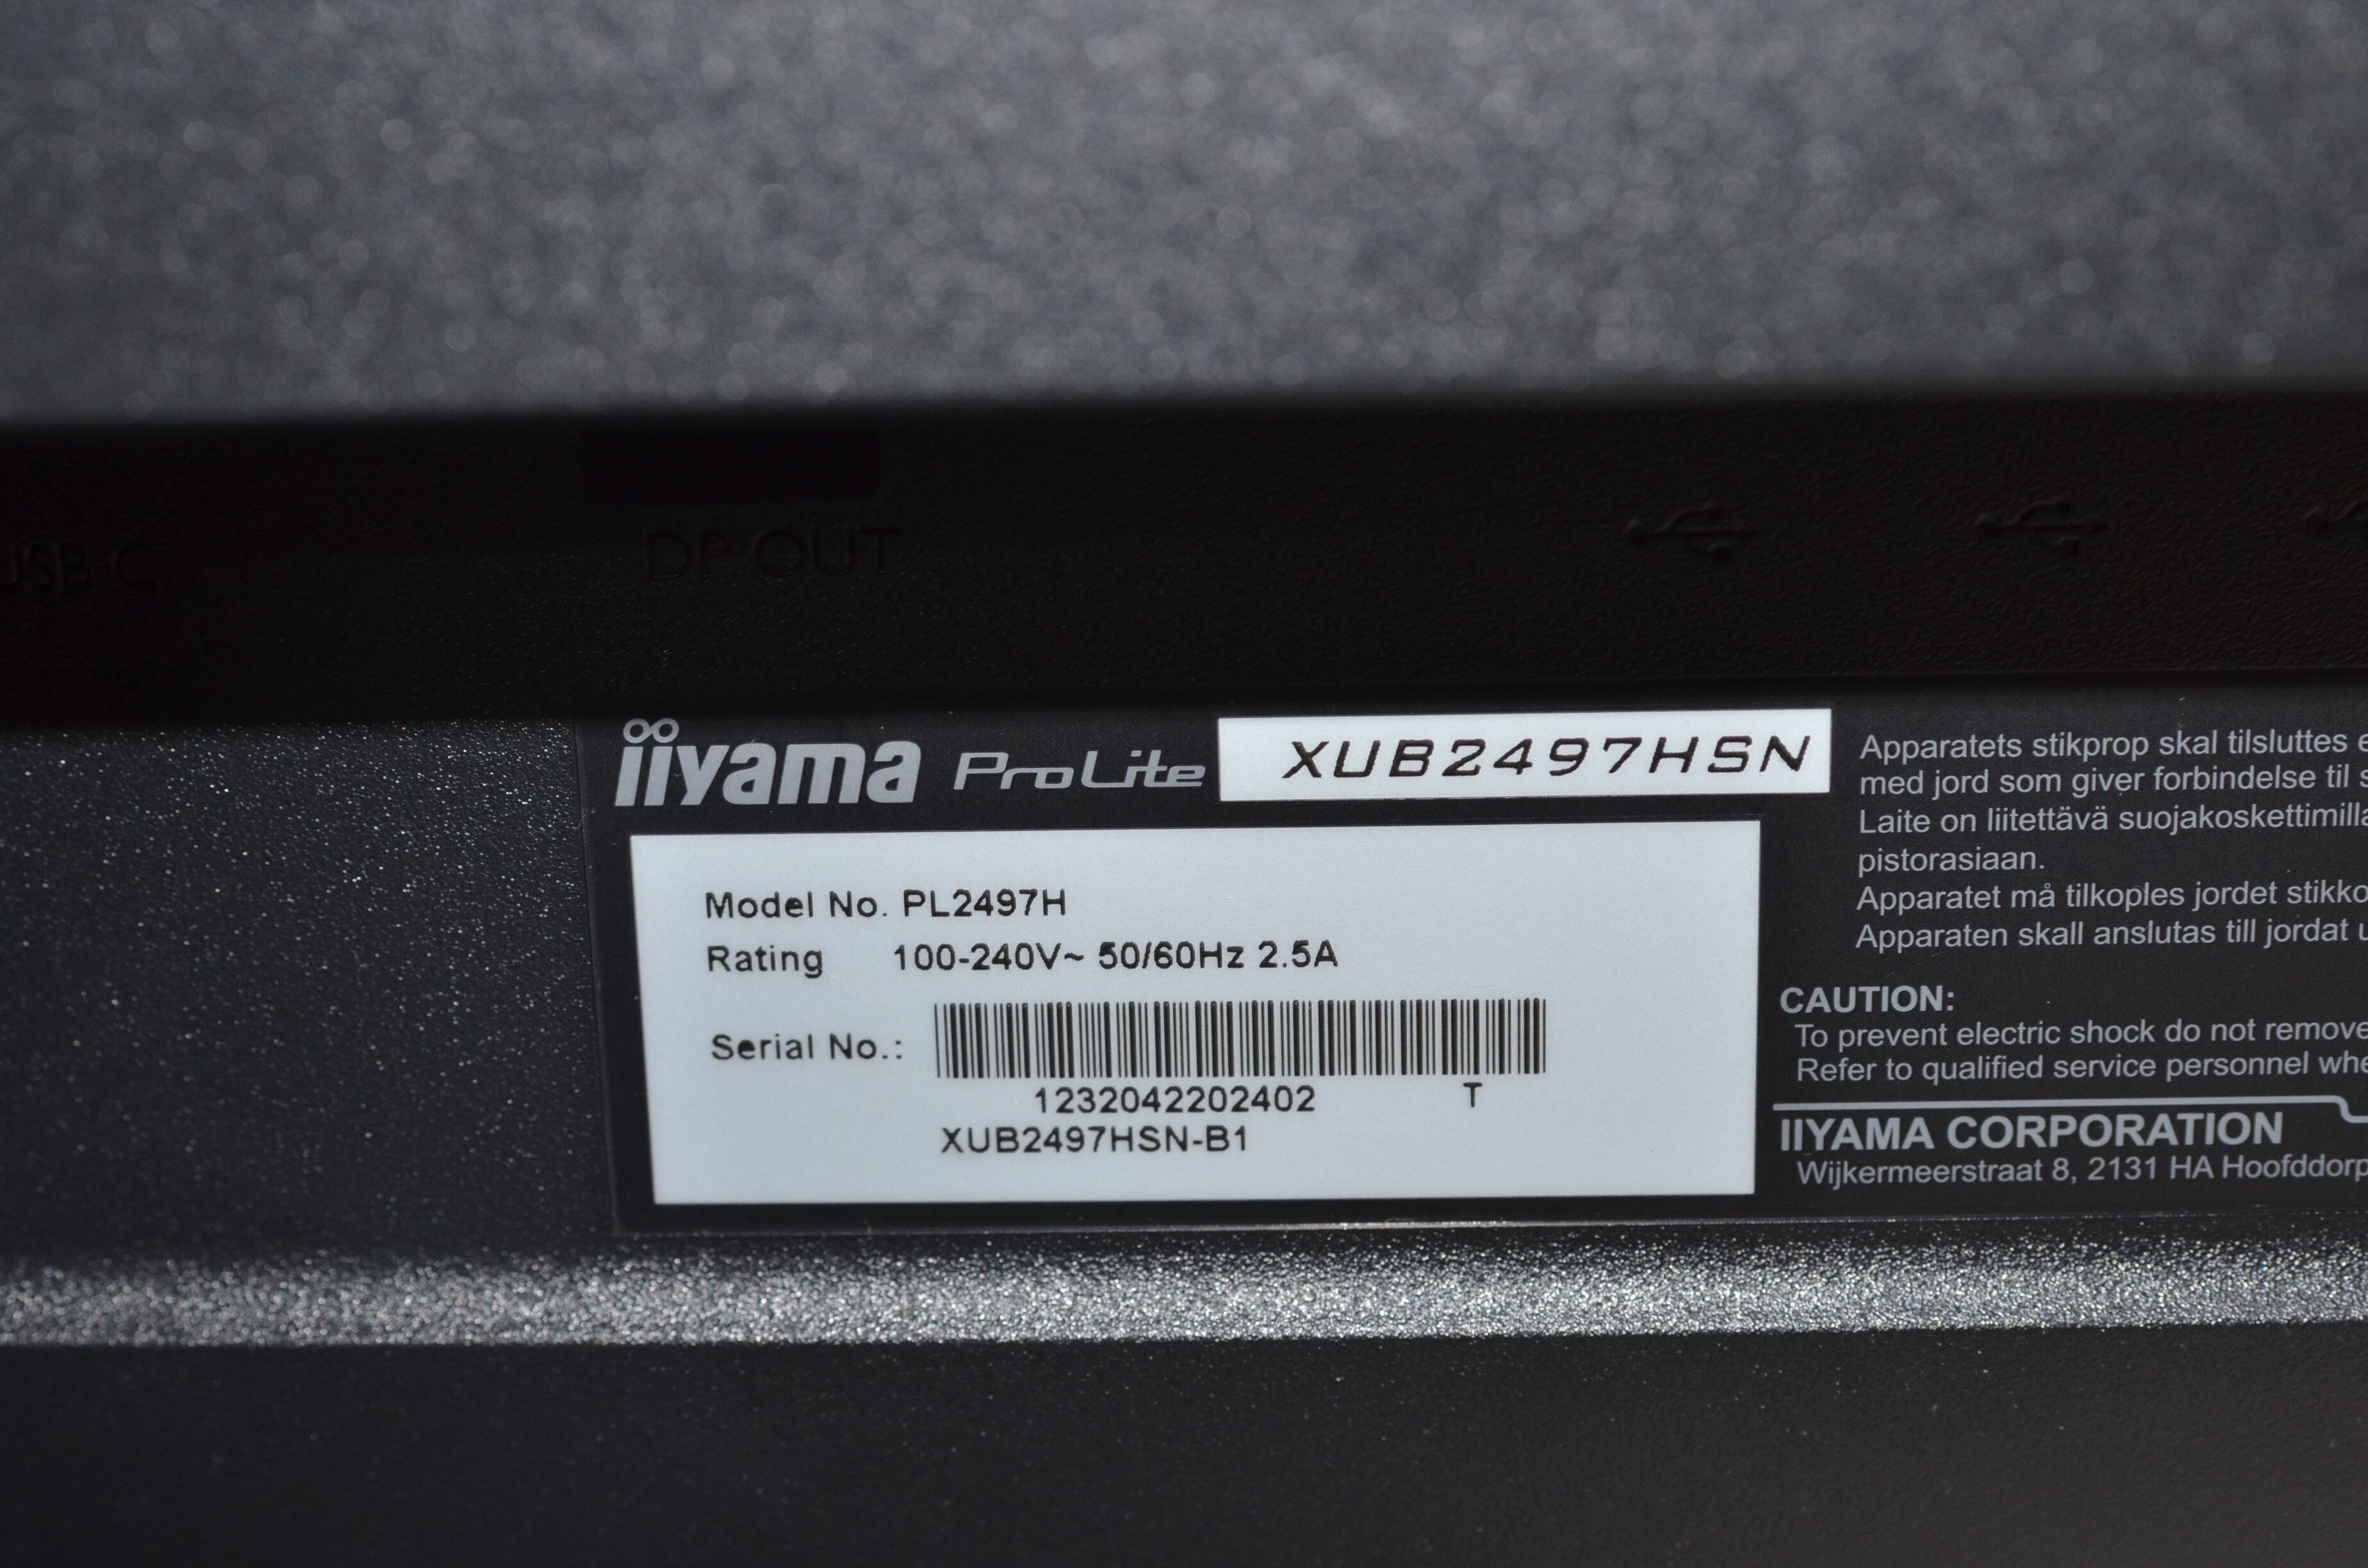 USB C
DP OUT
iiyama ProLite XUB2497HSN
Model No. PL2497H
Rating 100-240V~ 50/60Hz 2.5A
Serial No.:
1232042202402 T
XUB2497HSN-B1
Apparatets stikprop skal tilsluttes
med jord som giver forbindelse til
Laite on liitettävä
pistorasiaan.
Apparatet må tilkoples jordet
Apparaten skall anslutas till jordat
CAUTION:
To prevent electric shock do not remove
Refer to qualified service personnel
IIYAMA CORPORATION
Wijkermeerstraat 8, 2131 HA Hoofddorp